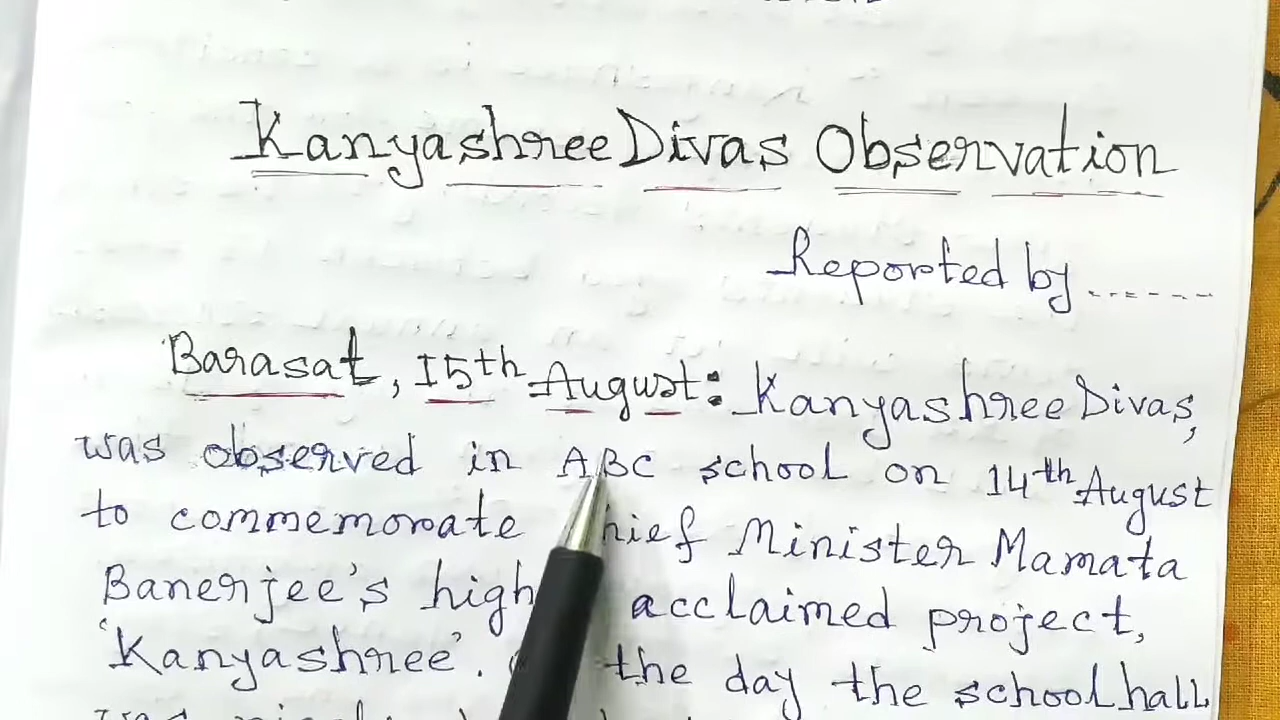 Kanyashree Divas Observation
Reported by.......
Barasat, 15th August: Kanyashree Divas,
was observed in ABC school on 14th August
to commemorate hief Minister Mamata
Banerjee's high acclaimed project,
'Kanyashree'. the day the school hall
was